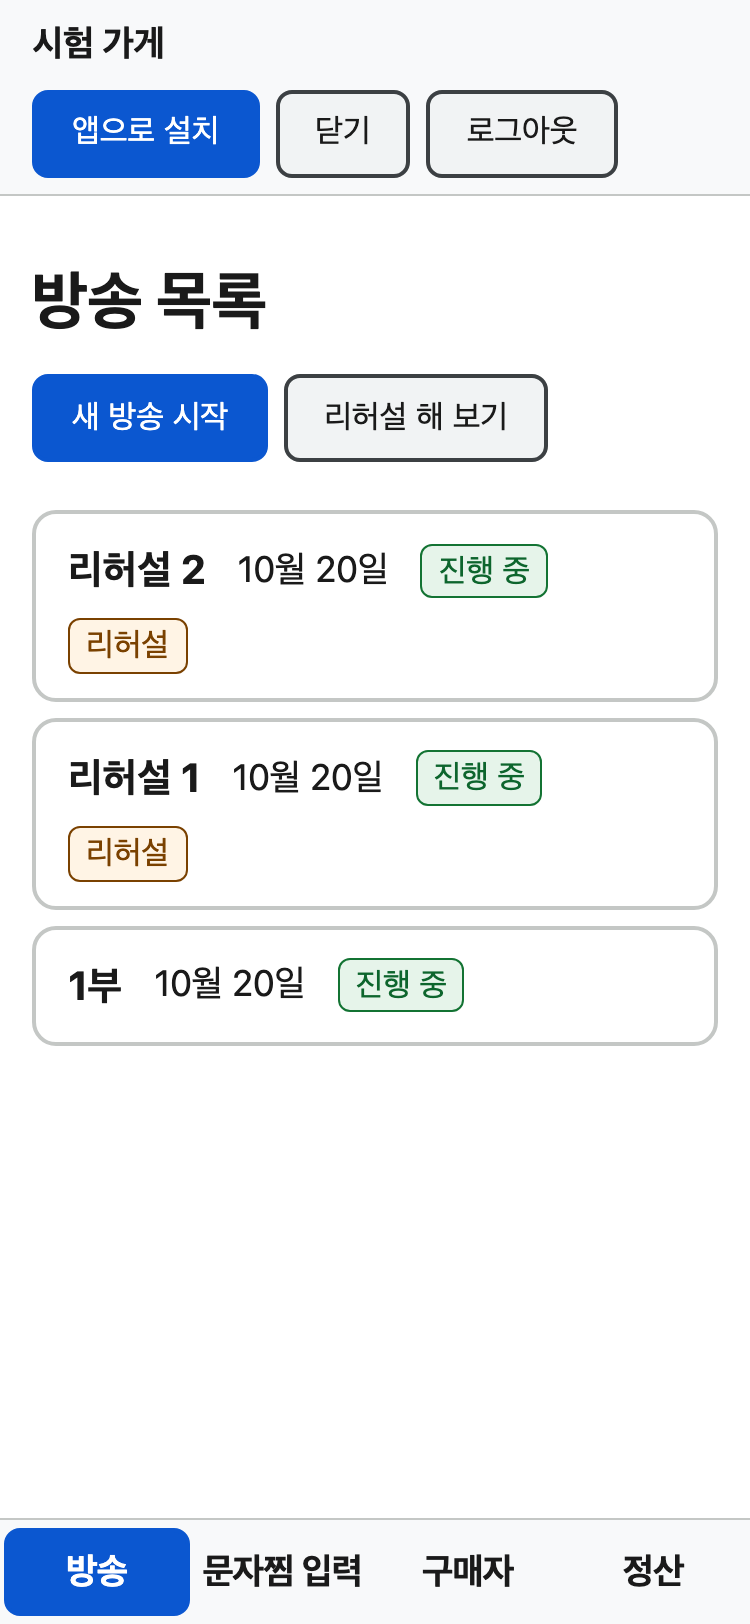 시험 가게
앱으로 설치 닫기 로그아웃
방송 목록
새 방송 시작 리허설 해 보기
리허설 2 10월 20일 진행 중
리허설
리허설 1 10월 20일 진행 중
리허설
1부 10월 20일 진행 중
방송 문자찜 입력 구매자 정산